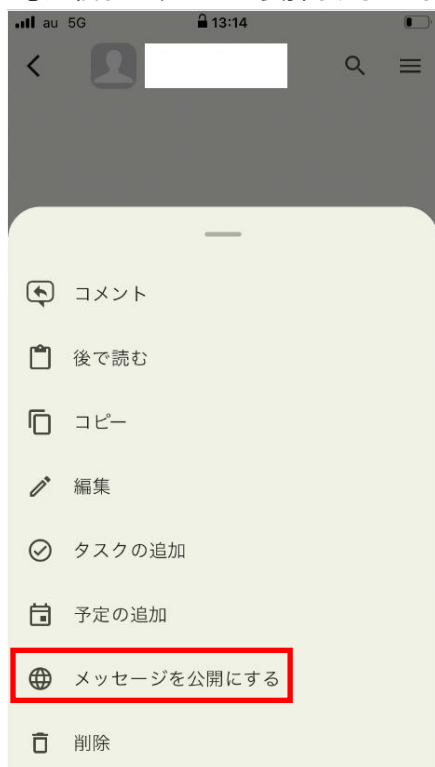 au 5G 13:14
コメント
後で読む
コピー
編集
タスクの追加
予定の追加
メッセージを公開にする
削除